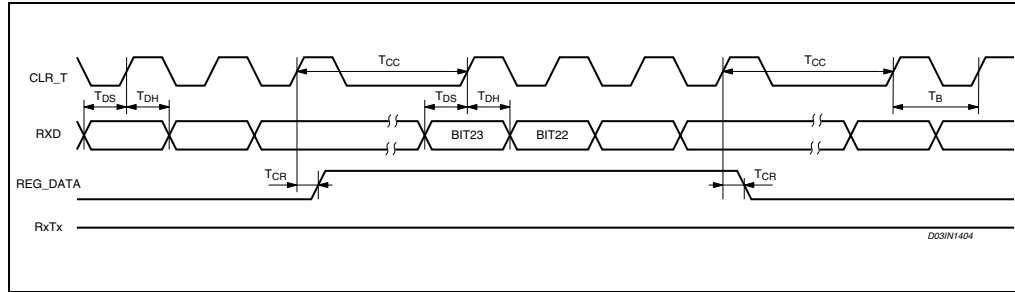 CLR_T
TCC
TCC
TDS
TDH
TDS
TDH
TB
RXD
BIT23
BIT22
REG_DATA
TCR
TCR
RxTx
D03IN1404